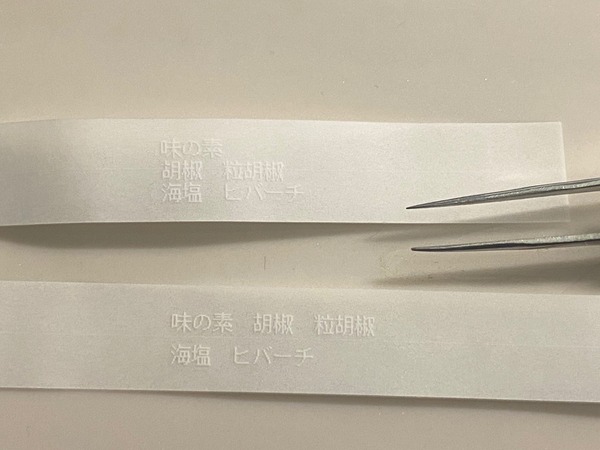 味の素
胡椒　粒胡椒
海塩　ヒバーチ
味の素　胡椒　粒胡椒
海塩　ヒバーチ